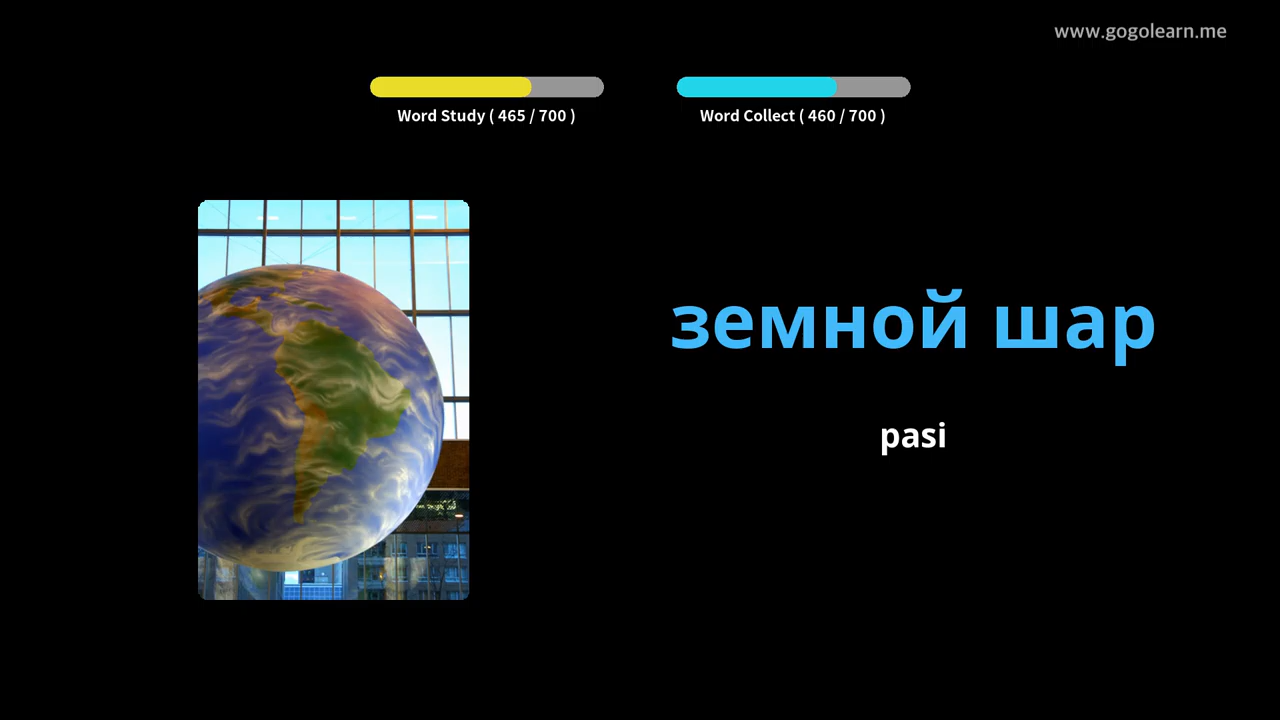 www.gogolearn.me
Word Study ( 465 / 700 )
Word Collect ( 460 / 700 )
земной шар
pasi